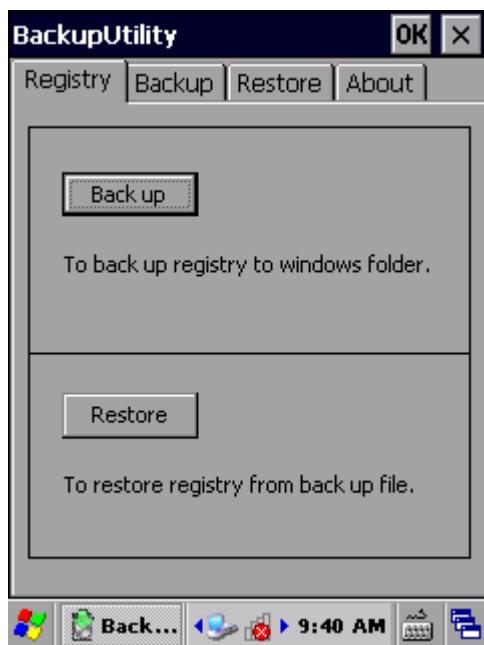 BackupUtility OK
Registry Backup Restore About
Back up
To back up registry to windows folder.
Restore
To restore registry from back up file.
Back... 9:40 AM